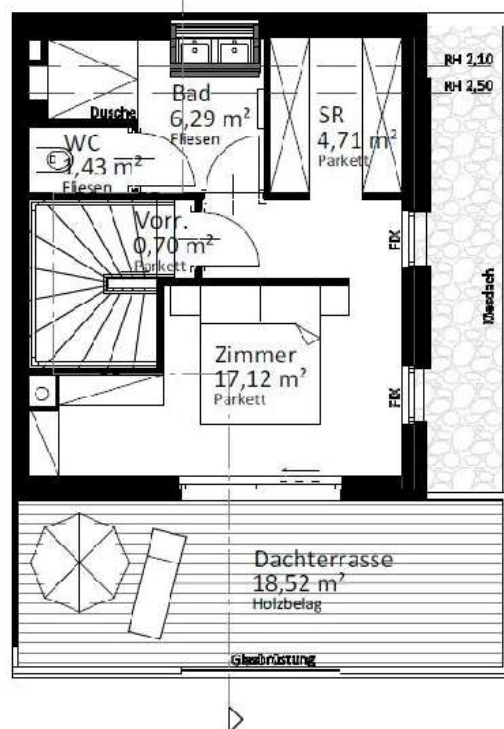 RH 2,10
RH 2,50
Bad
6,29 m²
Fliesen
Dusche
SR
4,71 m²
Parkett
WC
1,43 m²
Fliesen
Vorr.
0,70 m²
Parkett
FIX
Kiesdach
Zimmer
17,12 m²
Parkett
FIX
Dachterrasse
18,52 m²
Holzbelag
Glasbrüstung